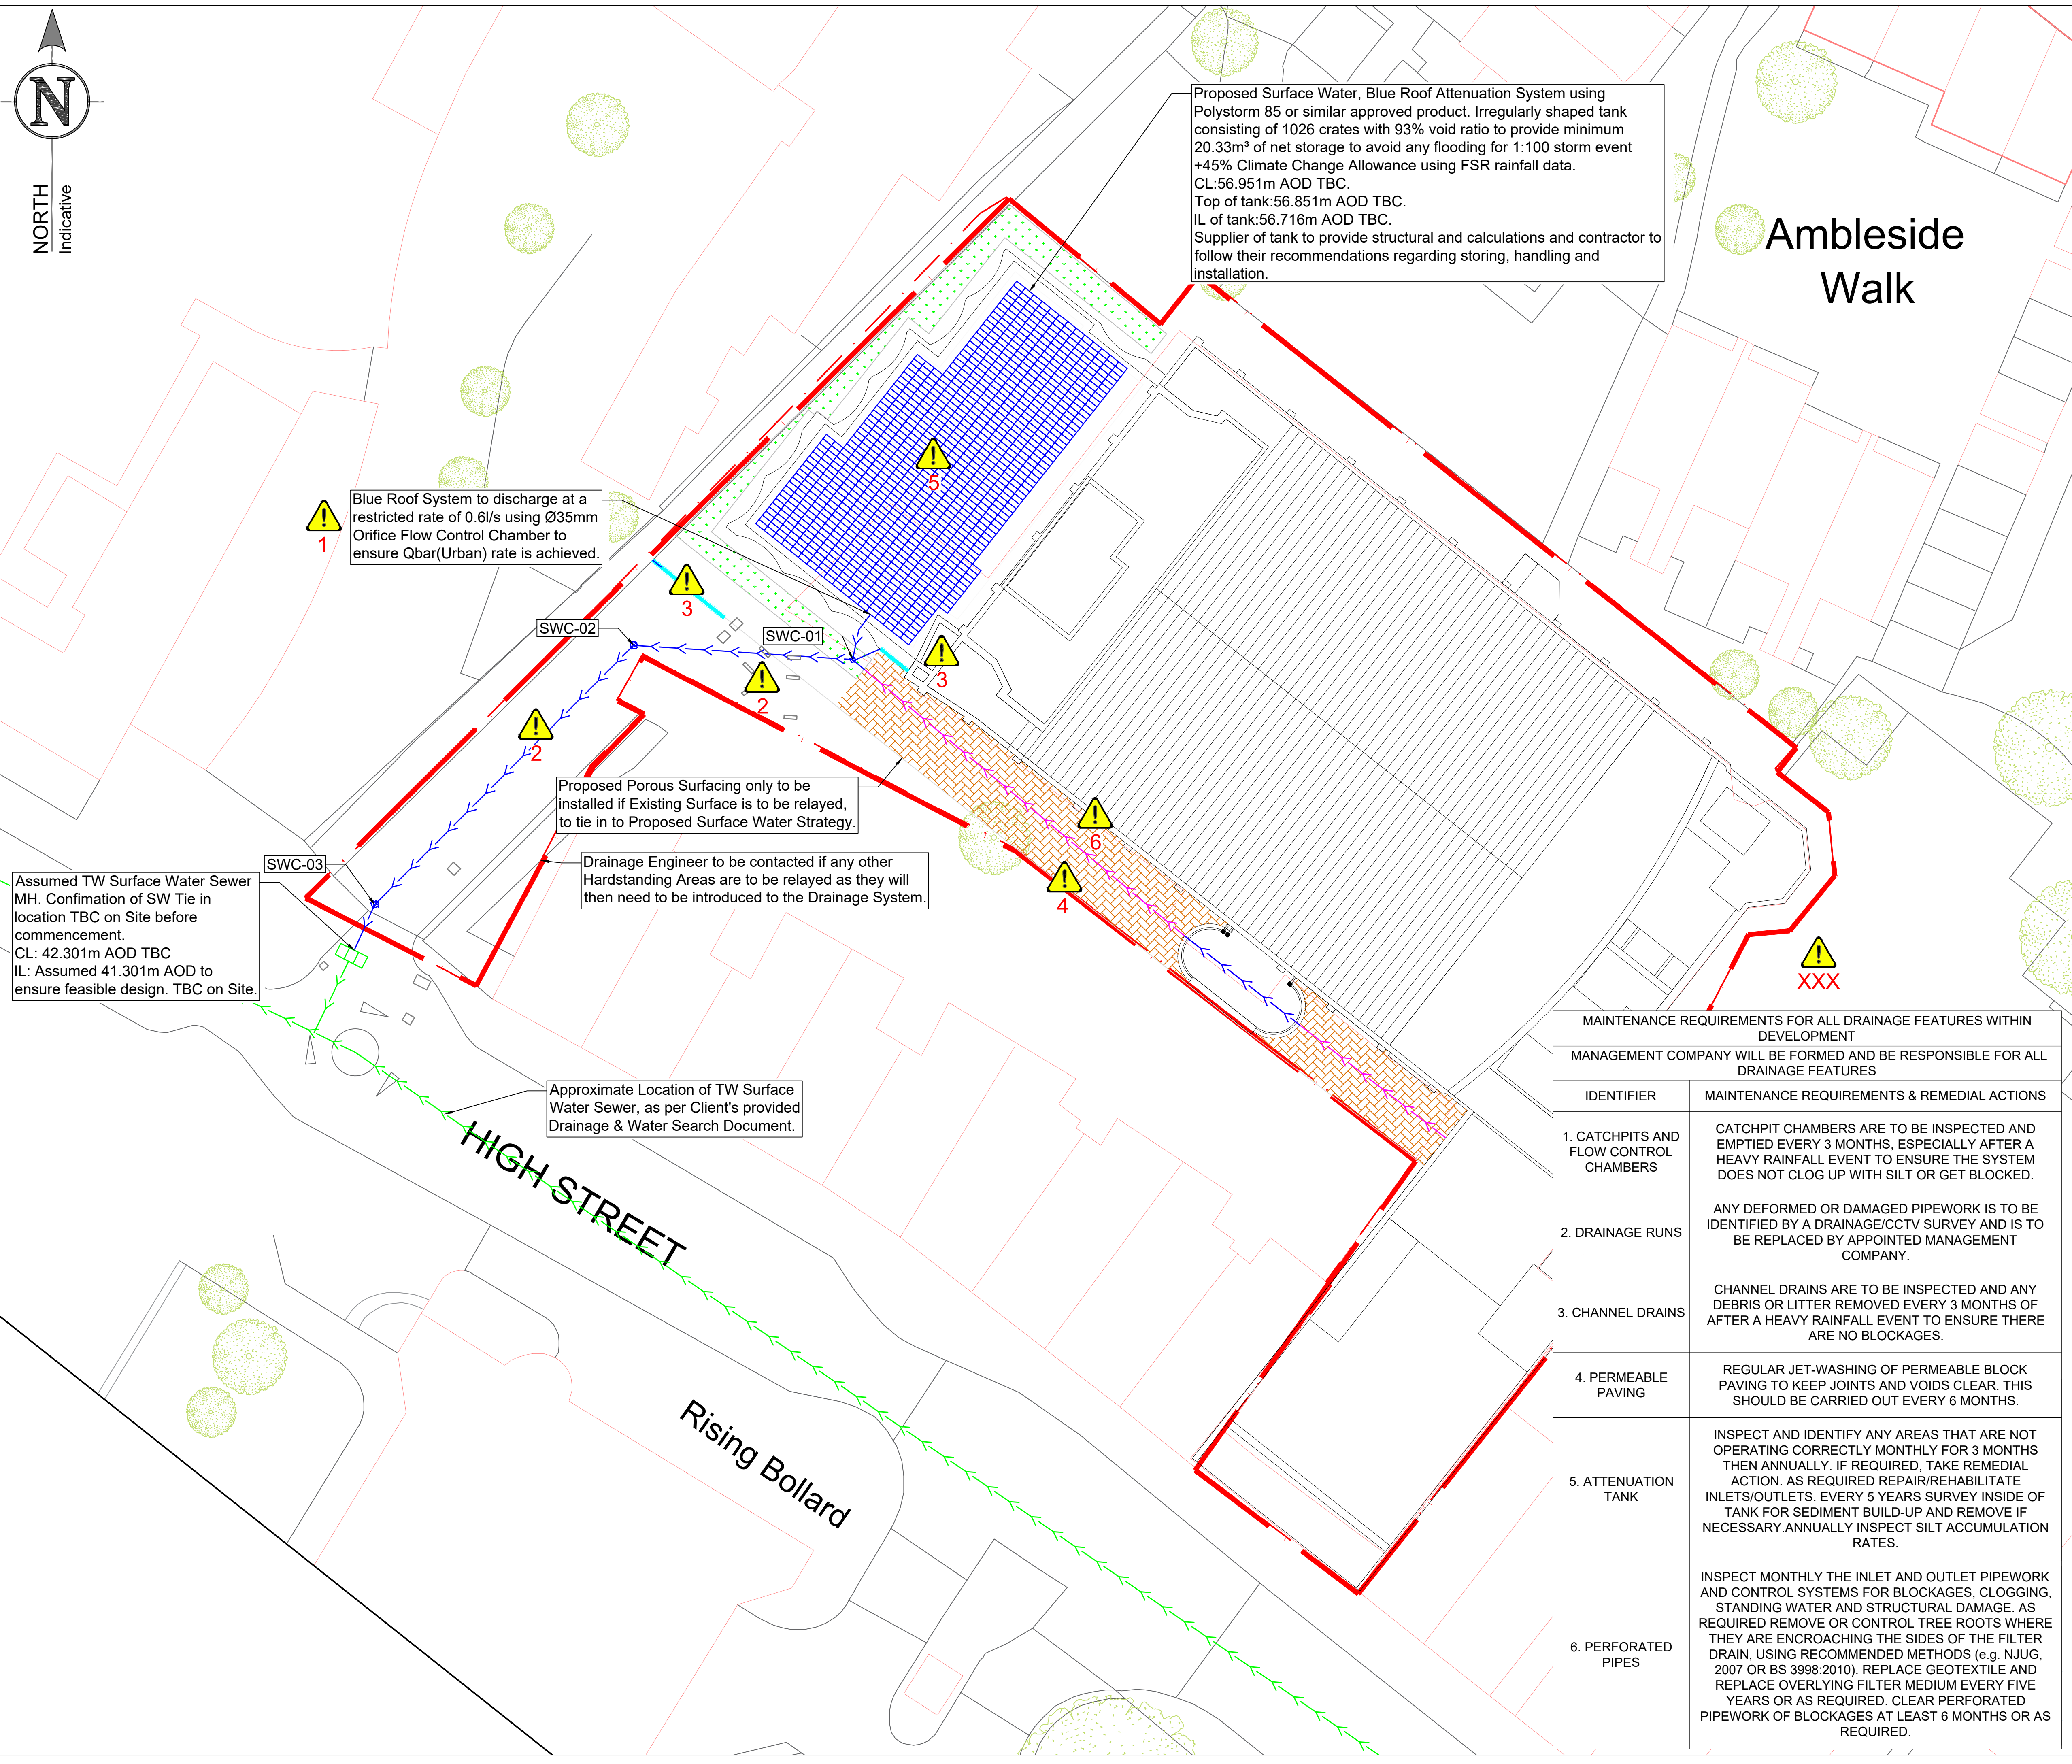 N
NORTH
Indicative
Proposed Surface Water, Blue Roof Attenuation System using
Polystorm 85 or similar approved product. Irregularly shaped tank
consisting of 1026 crates with 93% void ratio to provide minimum
20.33m³ of net storage to avoid any flooding for 1:100 storm event
+45% Climate Change Allowance using FSR rainfall data.
CL:56.951m AOD TBC.
Top of tank:56.851m AOD TBC.
IL of tank:56.716m AOD TBC.
Supplier of tank to provide structural and calculations and contractor to
follow their recommendations regarding storing, handling and
installation.
Ambleside
Walk
5
1
Blue Roof System to discharge at a
restricted rate of 0.6l/s using Ø35mm
Orifice Flow Control Chamber to
ensure Qbar(Urban) rate is achieved.
3
SWC-02
SWC-01
3
2
2
Proposed Porous Surfacing only to be
installed if Existing Surface is to be relayed,
to tie in to Proposed Surface Water Strategy.
6
4
SWC-03
Drainage Engineer to be contacted if any other
Hardstanding Areas are to be relayed as they will
then need to be introduced to the Drainage System.
Assumed TW Surface Water Sewer
MH. Confimation of SW Tie in
location TBC on Site before
commencement.
CL: 42.301m AOD TBC
IL: Assumed 41.301m AOD to
ensure feasible design. TBC on Site.
Approximate Location of TW Surface
Water Sewer, as per Client's provided
Drainage & Water Search Document.
HIGH STREET
Rising Bollard
XXX
MAINTENANCE REQUIREMENTS FOR ALL DRAINAGE FEATURES WITHIN
DEVELOPMENT
MANAGEMENT COMPANY WILL BE FORMED AND BE RESPONSIBLE FOR ALL
DRAINAGE FEATURES
IDENTIFIER
MAINTENANCE REQUIREMENTS & REMEDIAL ACTIONS
1. CATCHPITS AND
FLOW CONTROL
CHAMBERS
CATCHPIT CHAMBERS ARE TO BE INSPECTED AND
EMPTIED EVERY 3 MONTHS, ESPECIALLY AFTER A
HEAVY RAINFALL EVENT TO ENSURE THE SYSTEM
DOES NOT CLOG UP WITH SILT OR GET BLOCKED.
2. DRAINAGE RUNS
ANY DEFORMED OR DAMAGED PIPEWORK IS TO BE
IDENTIFIED BY A DRAINAGE/CCTV SURVEY AND IS TO
BE REPLACED BY APPOINTED MANAGEMENT
COMPANY.
3. CHANNEL DRAINS
CHANNEL DRAINS ARE TO BE INSPECTED AND ANY
DEBRIS OR LITTER REMOVED EVERY 3 MONTHS OF
AFTER A HEAVY RAINFALL EVENT TO ENSURE THERE
ARE NO BLOCKAGES.
4. PERMEABLE
PAVING
REGULAR JET-WASHING OF PERMEABLE BLOCK
PAVING TO KEEP JOINTS AND VOIDS CLEAR. THIS
SHOULD BE CARRIED OUT EVERY 6 MONTHS.
5. ATTENUATION
TANK
INSPECT AND IDENTIFY ANY AREAS THAT ARE NOT
OPERATING CORRECTLY MONTHLY FOR 3 MONTHS
THEN ANNUALLY. IF REQUIRED, TAKE REMEDIAL
ACTION. AS REQUIRED REPAIR/REHABILITATE
INLETS/OUTLETS. EVERY 5 YEARS SURVEY INSIDE OF
TANK FOR SEDIMENT BUILD-UP AND REMOVE IF
NECESSARY.ANNUALLY INSPECT SILT ACCUMULATION
RATES.
6. PERFORATED
PIPES
INSPECT MONTHLY THE INLET AND OUTLET PIPEWORK
AND CONTROL SYSTEMS FOR BLOCKAGES, CLOGGING,
STANDING WATER AND STRUCTURAL DAMAGE. AS
REQUIRED REMOVE OR CONTROL TREE ROOTS WHERE
THEY ARE ENCROACHING THE SIDES OF THE FILTER
DRAIN, USING RECOMMENDED METHODS (e.g. NJUG,
2007 OR BS 3998:2010). REPLACE GEOTEXTILE AND
REPLACE OVERLYING FILTER MEDIUM EVERY FIVE
YEARS OR AS REQUIRED. CLEAR PERFORATED
PIPEWORK OF BLOCKAGES AT LEAST 6 MONTHS OR AS
REQUIRED.